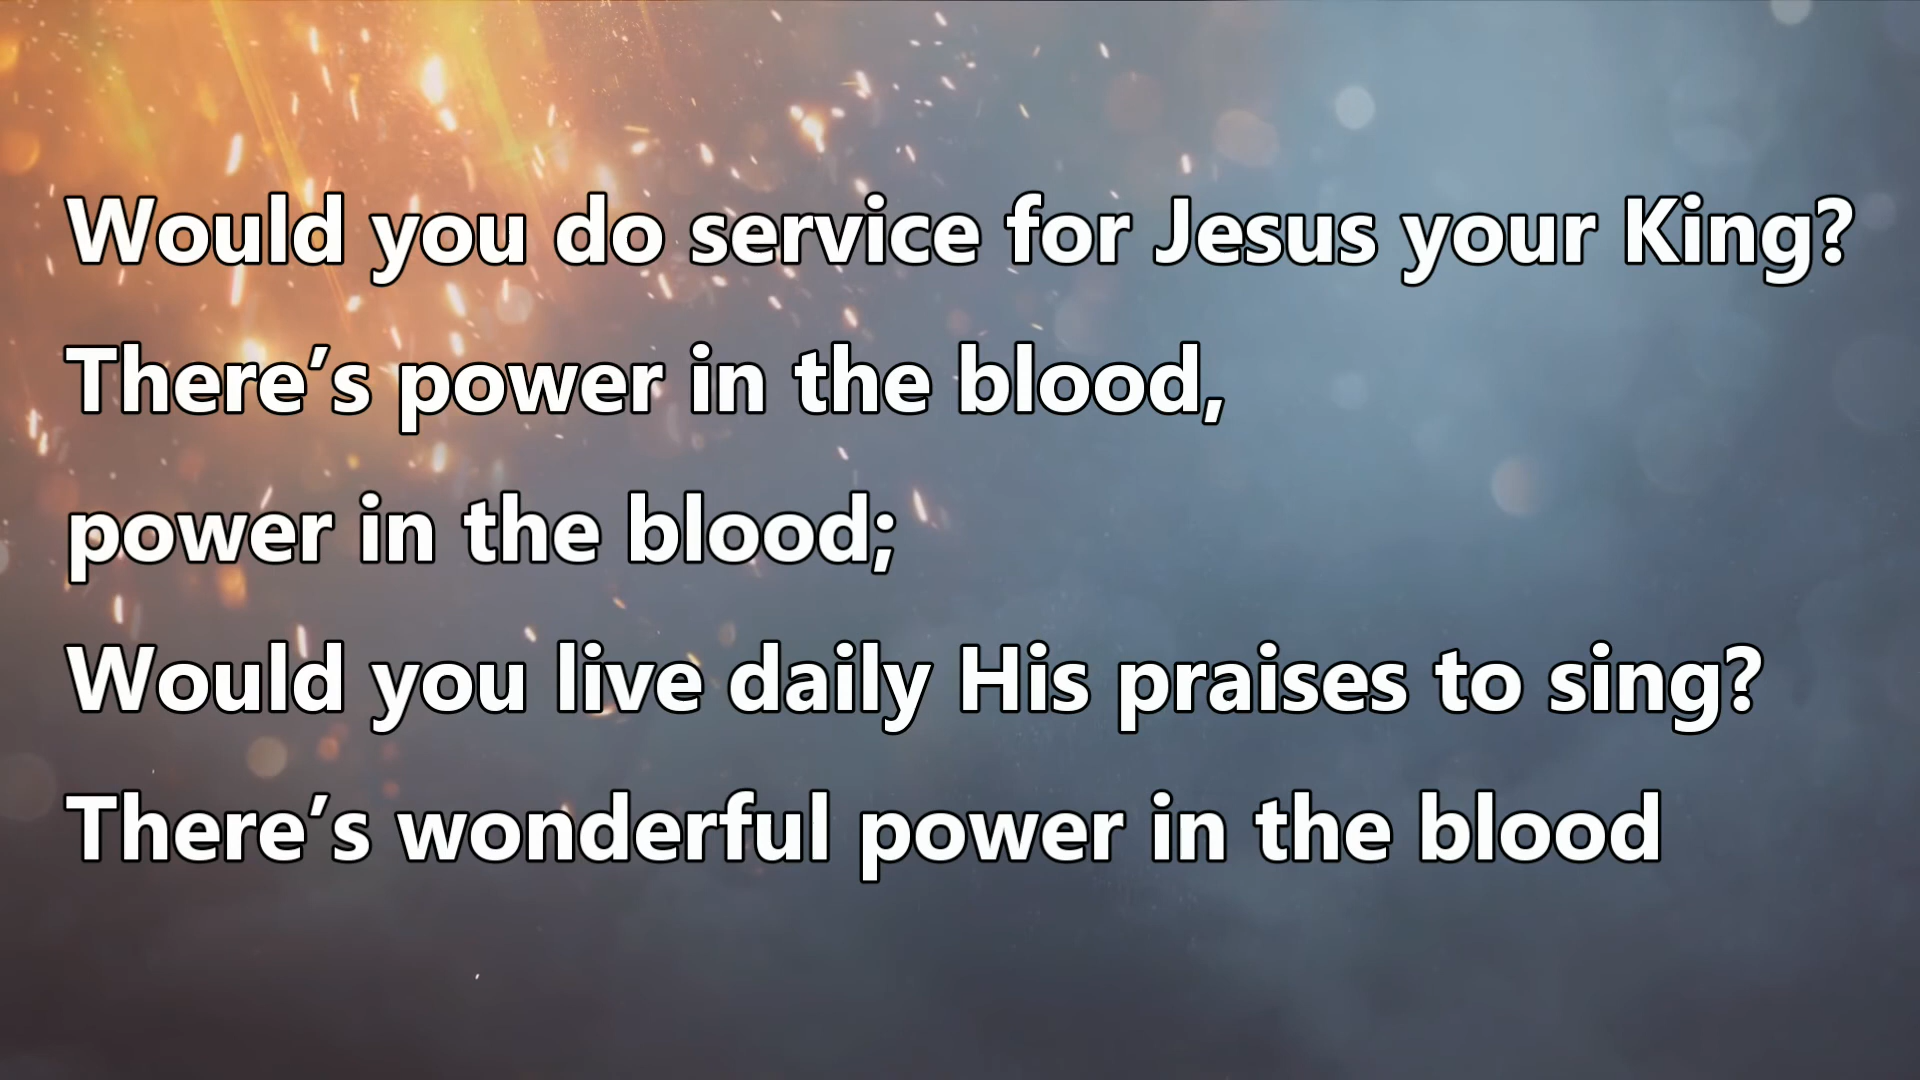 Would you do service for Jesus your King?
There’s power in the blood,
power in the blood;
Would you live daily His praises to sing?
There’s wonderful power in the blood